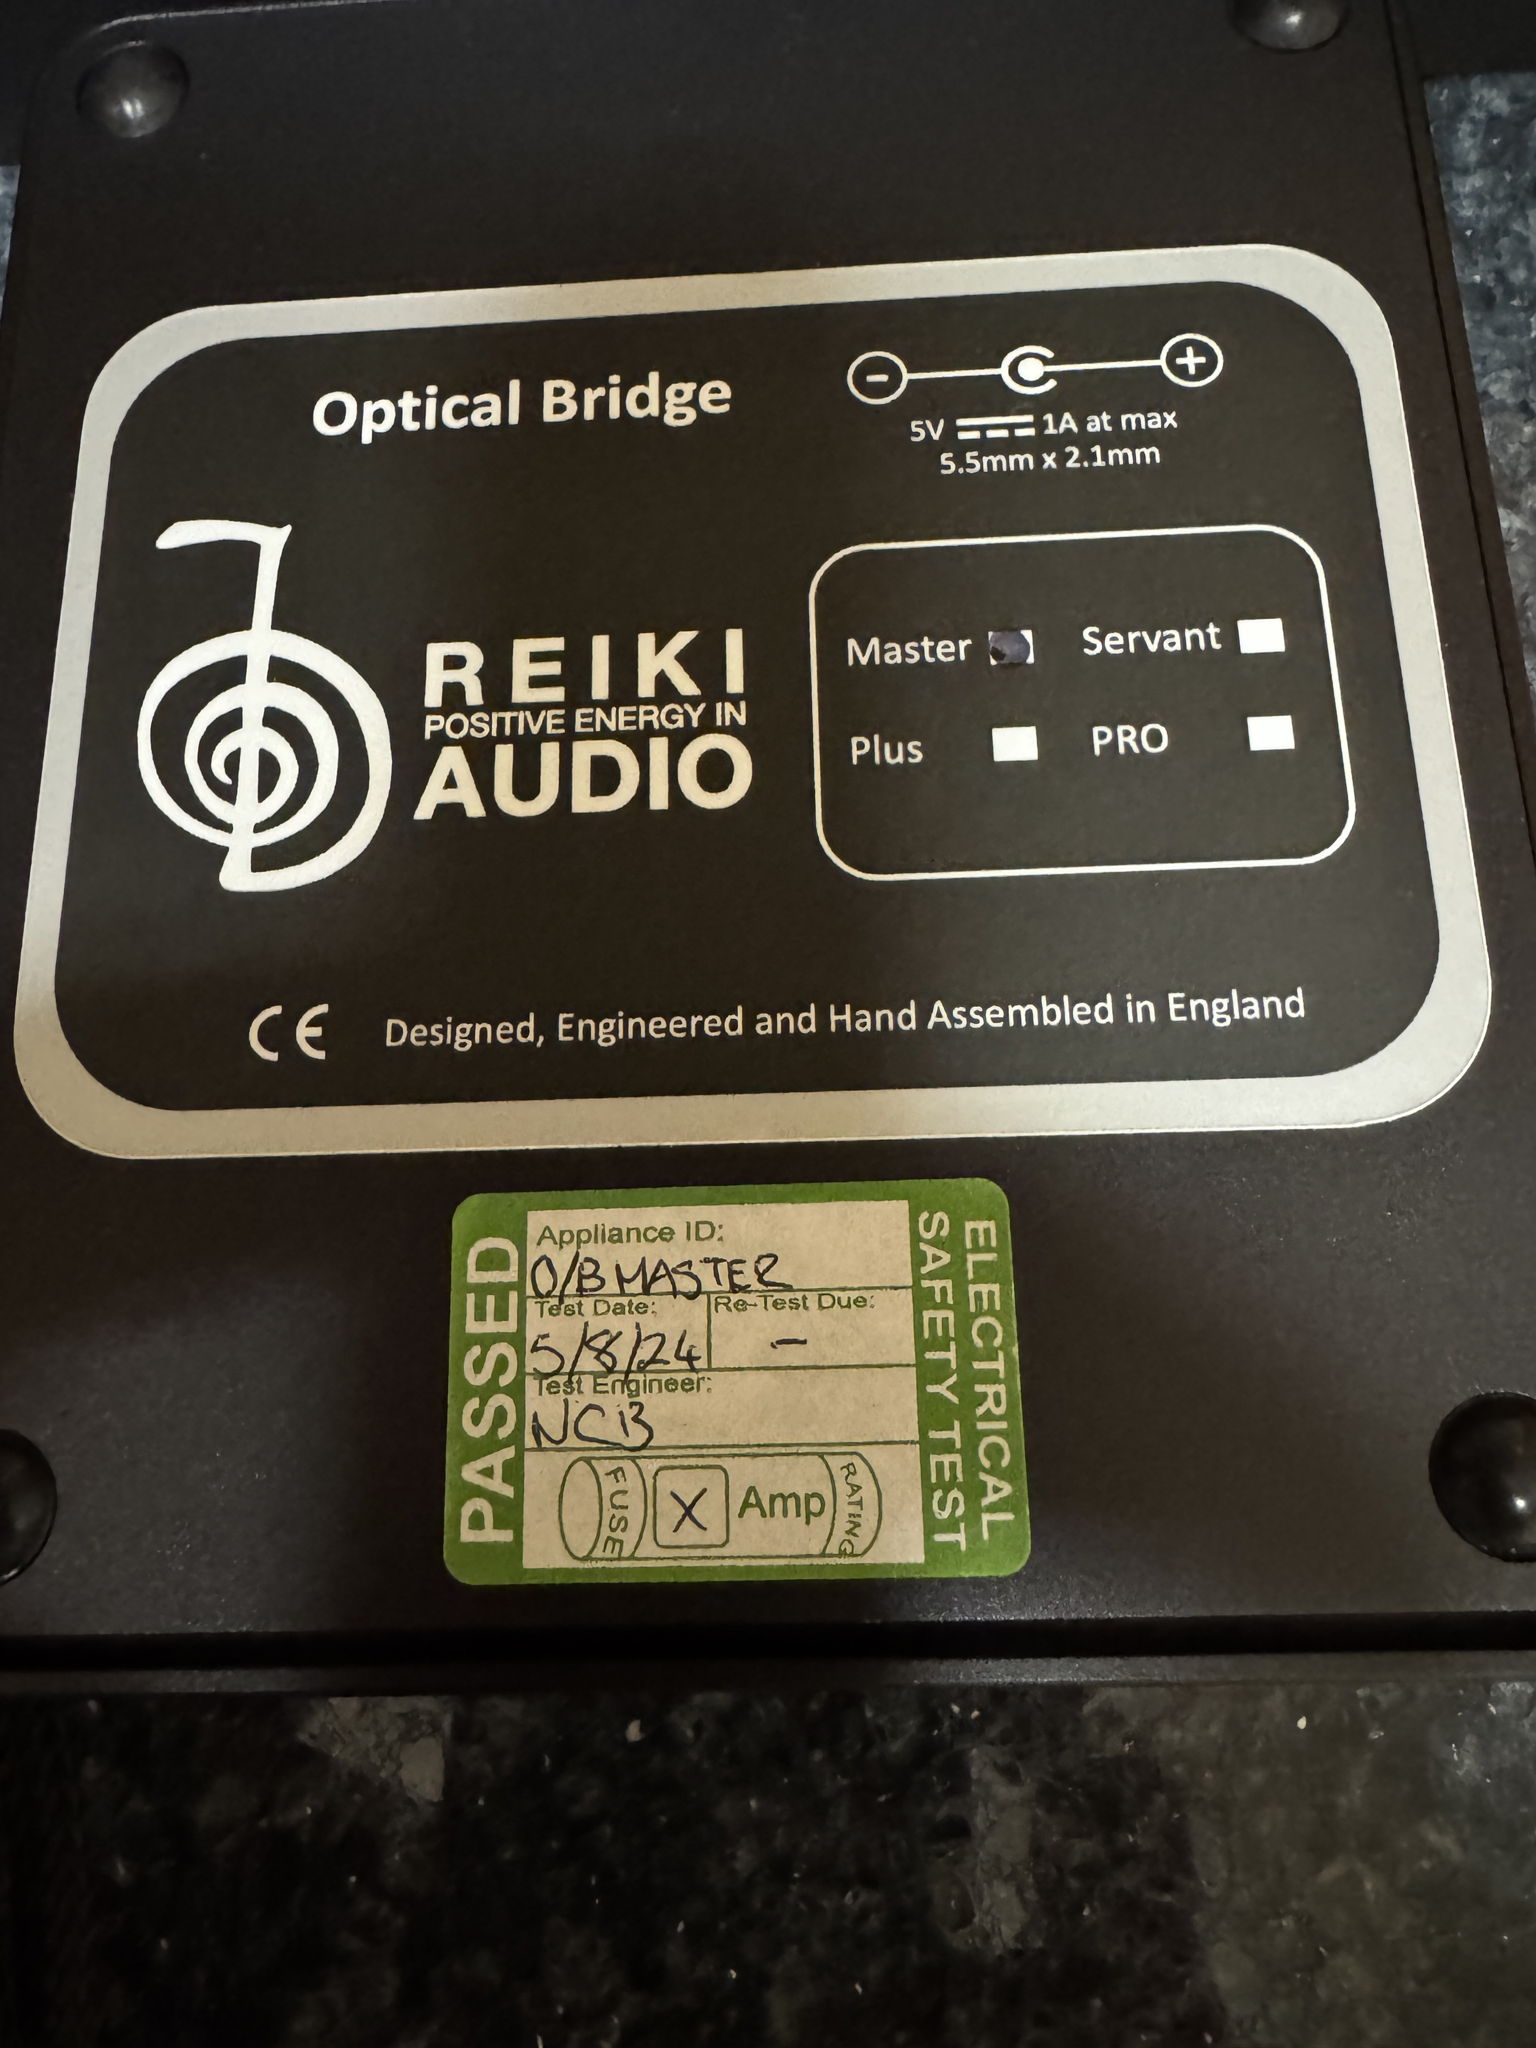 Optical Bridge
- +
5V 1A at max
5.5mm x 2.1mm
REIKI
POSITIVE ENERGY IN
AUDIO
Master Servant
Plus PRO
CE Designed, Engineered and Hand Assembled in England
PASSED
Appliance ID:
O/B MASTER
Test Date: Re-Test Due:
5/8/24 -
Test Engineer:
NCB
FUSE X Amp RATING
ELECTRICAL
SAFETY TEST